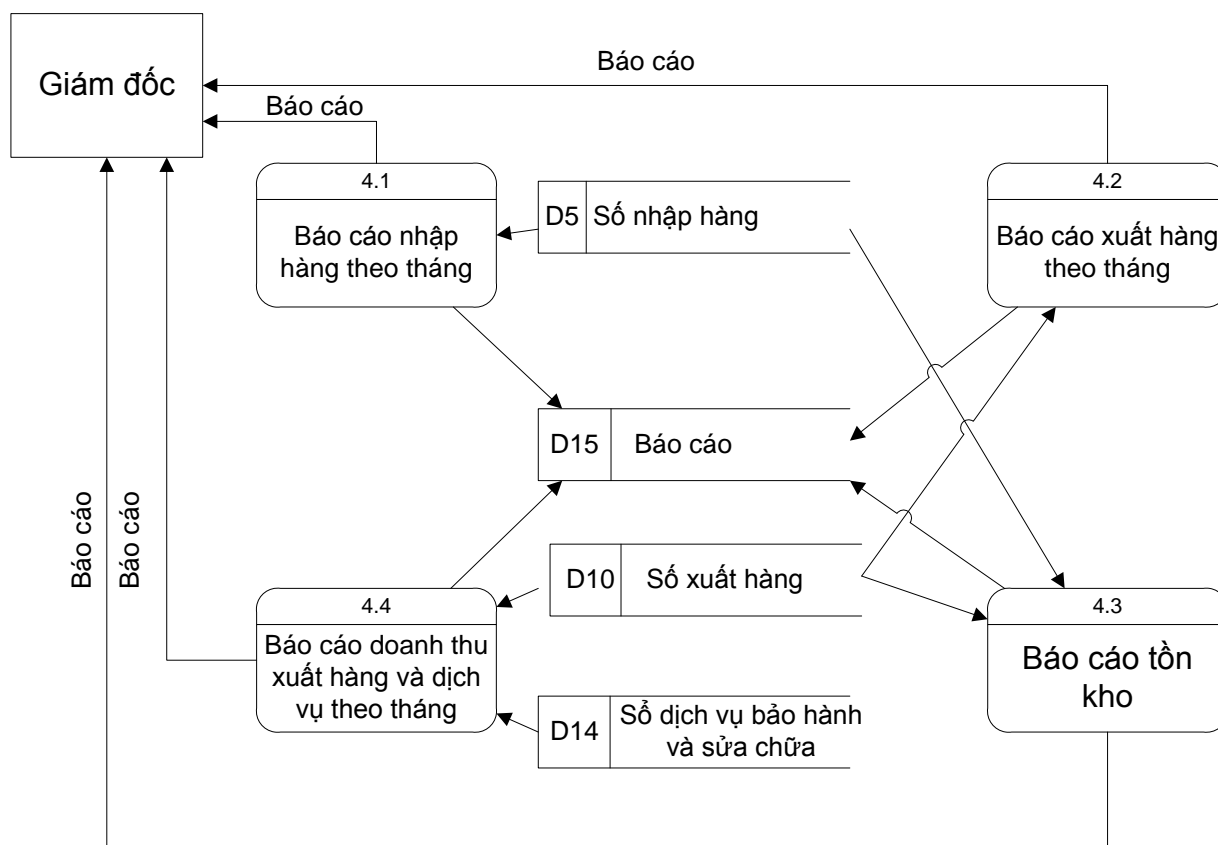 Giám đốc
Báo cáo
Báo cáo
4.1
Báo cáo nhập
hàng theo tháng
D5
Số nhập hàng
4.2
Báo cáo xuất hàng
theo tháng
D15
Báo cáo
Báo cáo
Báo cáo
D10
Số xuất hàng
4.4
Báo cáo doanh thu
xuất hàng và dịch
vụ theo tháng
4.3
Báo cáo tồn
kho
D14
Sổ dịch vụ bảo hành
và sửa chữa